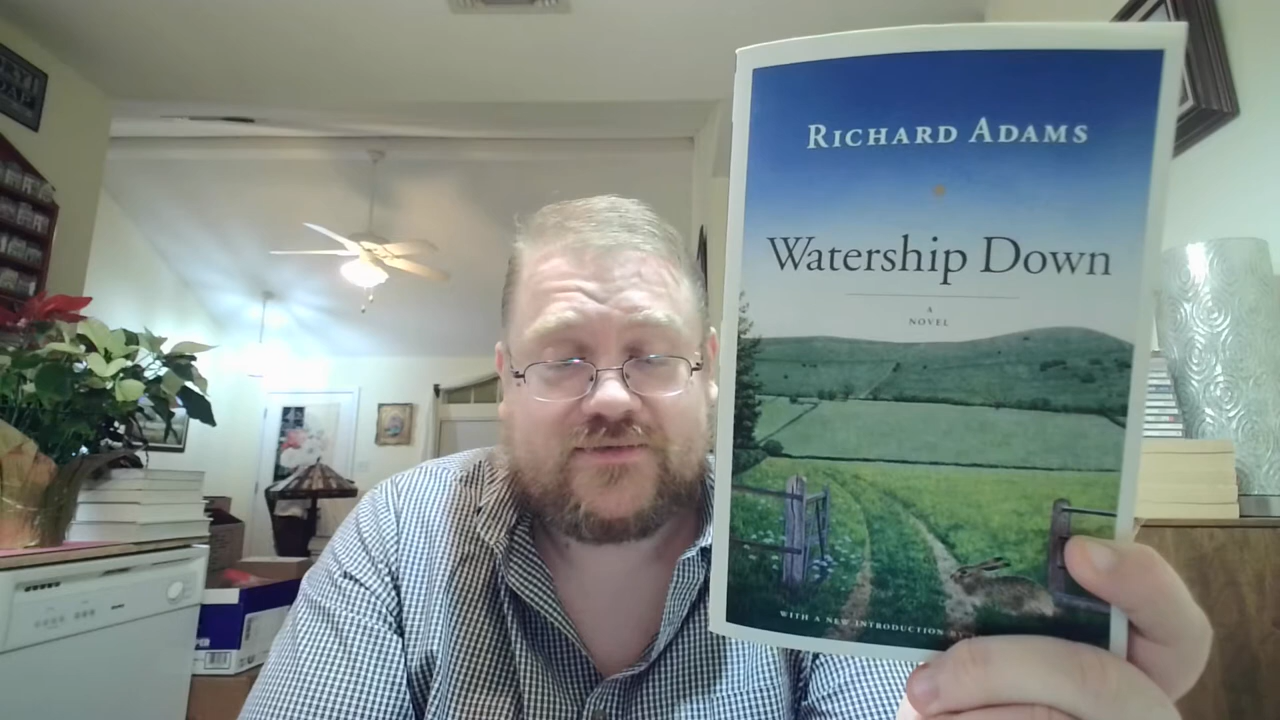 RICHARD ADAMS
Watership Down
A
NOVEL
WITH A NEW INTRODUCTION